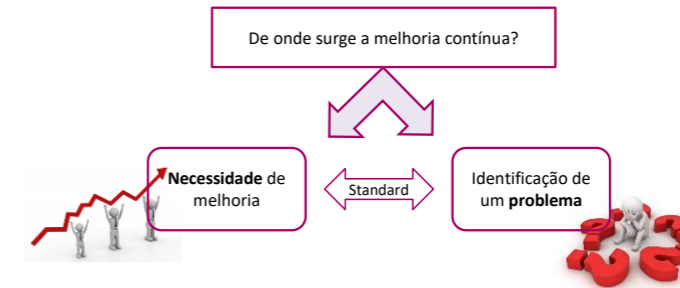 De onde surge a melhoria contínua?
Necessidade de
melhoria
Standard
Identificação de
um problema